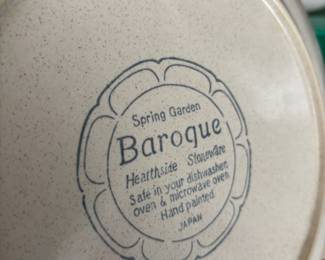 Spring Garden
Baroque
Hearthside Stoneware
Safe in your dishwasher,
oven & microwave oven
Hand painted
JAPAN